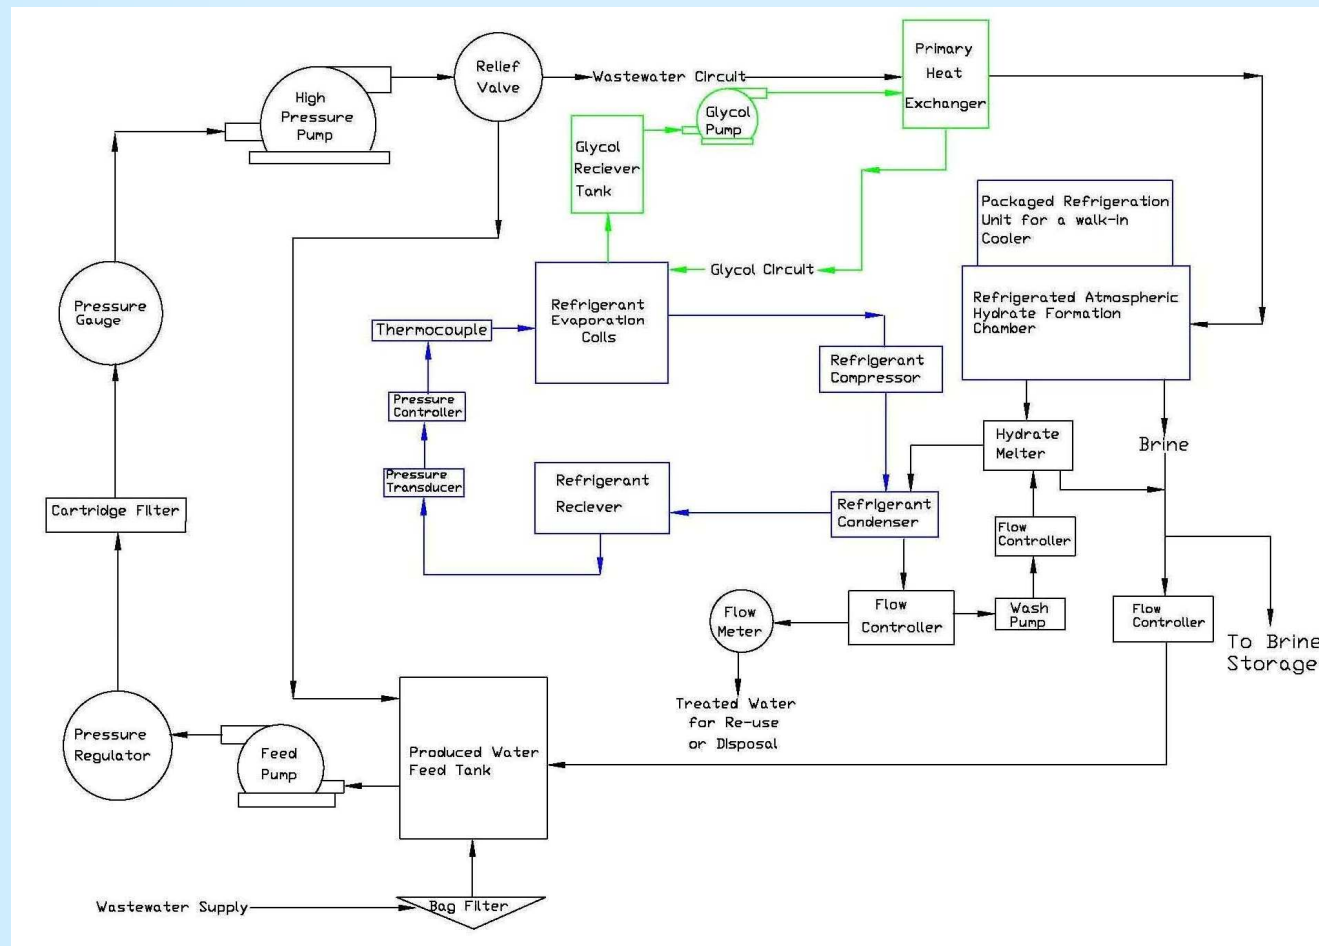 Relief
Valve
Wastewater Circuit
Primary
Heat
Exchanger
High
Pressure
Pump
Glycol
Pump
Glycol
Reciever
Tank
Packaged Refrigeration
Unit for a walk-in
Cooler
Glycol Circuit
Pressure
Gauge
Refrigerant
Evaporation
Coils
Refrigerated Atmospheric
Hydrate Formation
Chamber
Thermocouple
Refrigerant
Compressor
Pressure
Controller
Hydrate
Melter
Brine
Pressure
Transducer
Refrigerant
Reciever
Refrigerant
Condenser
Cartridge Filter
Flow
Controller
Flow
Meter
Flow
Controller
Wash
Pump
Flow
Controller
To Brine
Storage
Treated Water
for Re-use
or Disposal
Pressure
Regulator
Feed
Pump
Produced Water
Feed Tank
Wastewater Supply
Bag Filter